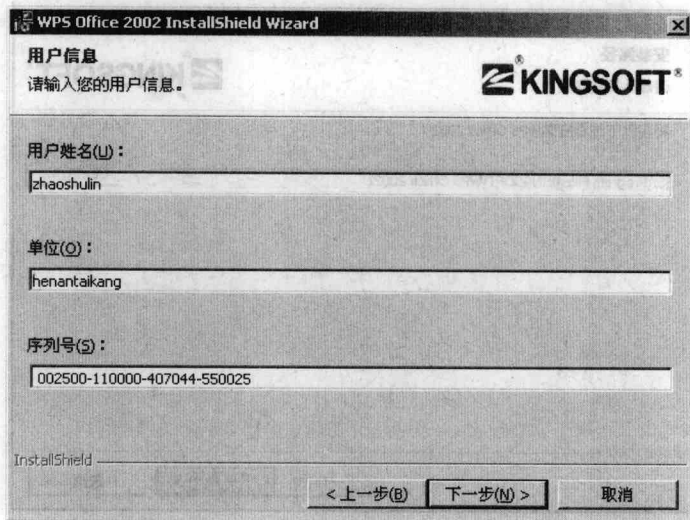 WPS Office 2002 InstallShield Wizard
用户信息
请输入您的用户信息。
KINGSOFT®
用户姓名(U)：
zhaoshulin
单位(O)：
henantaikang
序列号(S)：
002500-110000-407044-550025
InstallShield
< 上一步(B)
下一步(N) >
取消